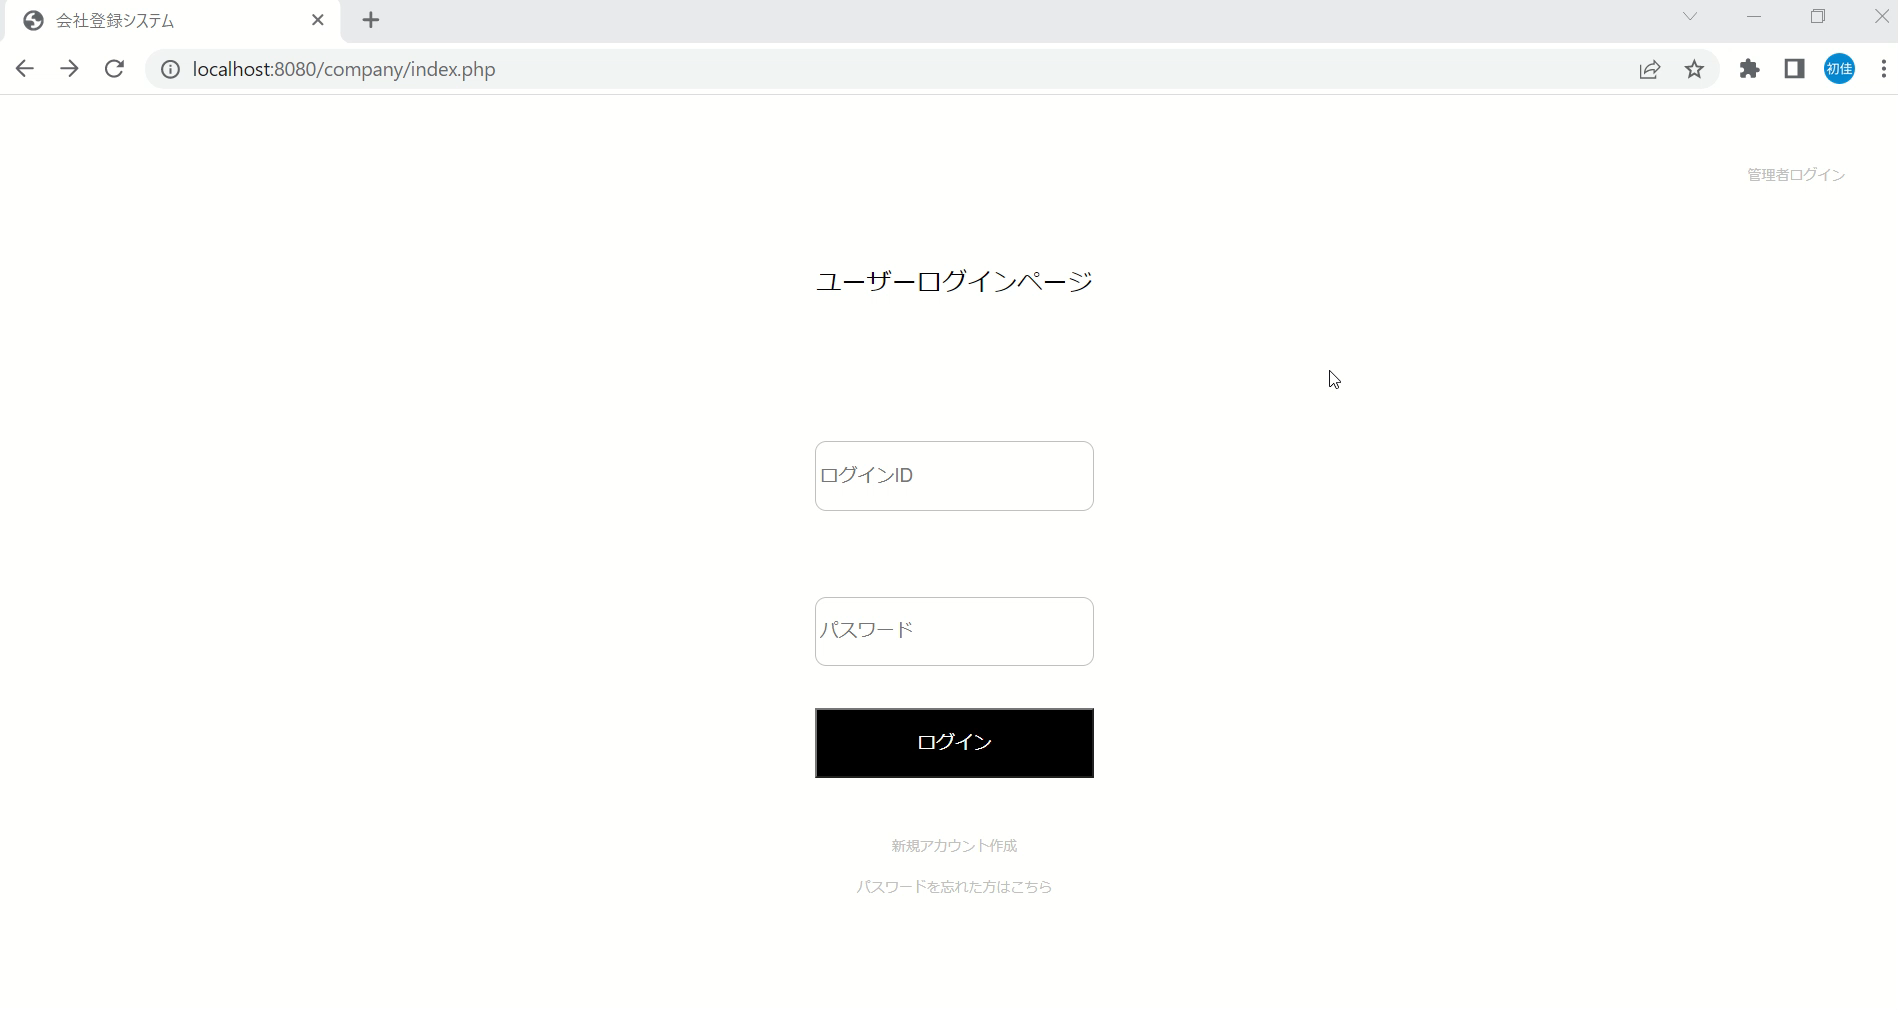 会社登録システム
localhost:8080/company/index.php
初佳
管理者ログイン
ユーザーログインページ
ログインID
パスワード
ログイン
新規アカウント作成
パスワードを忘れた方はこちら